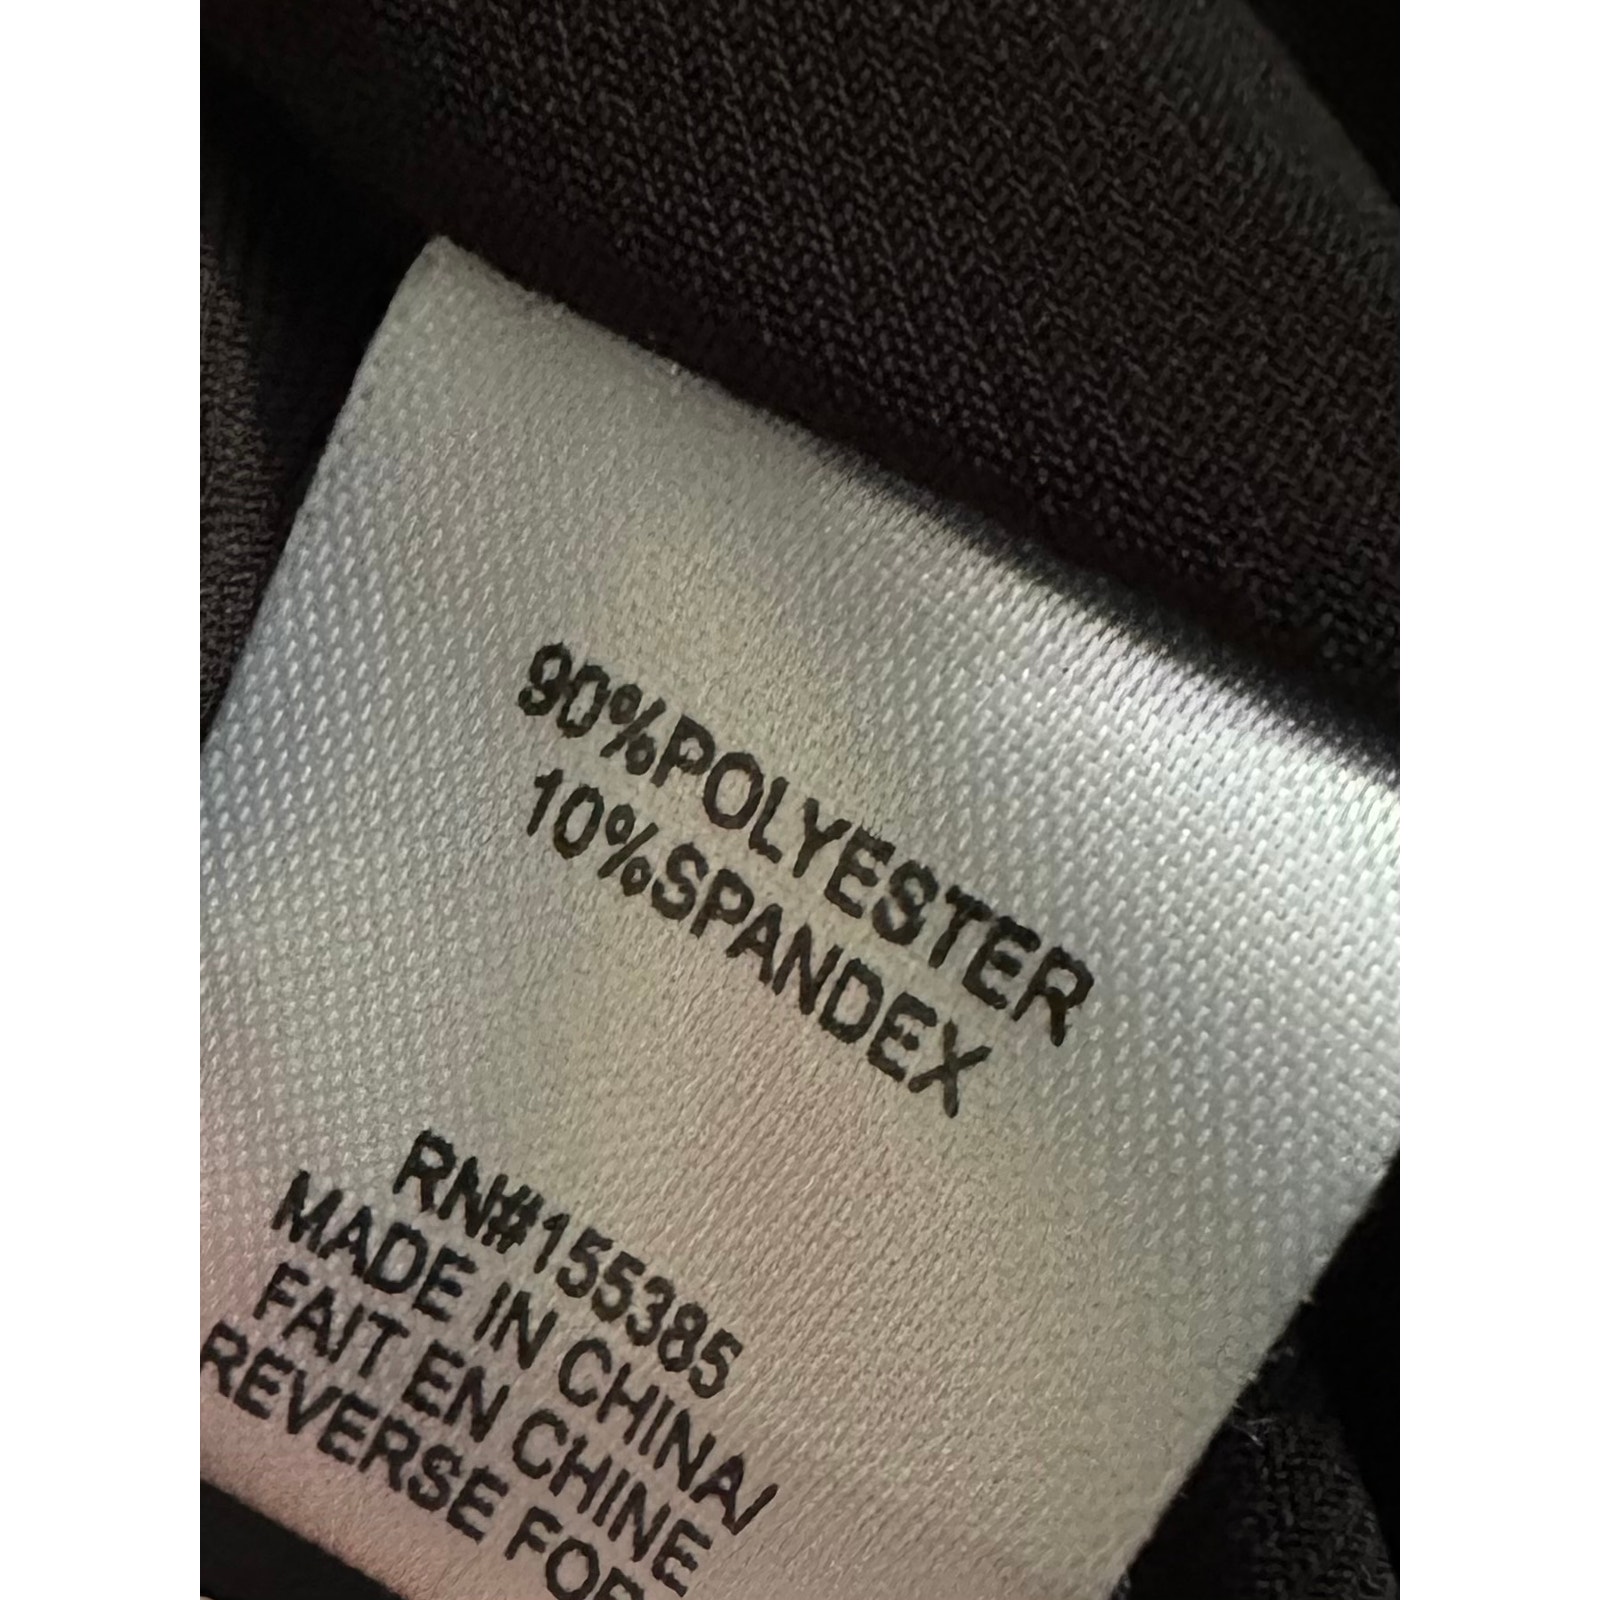 90%POLYESTER
10%SPANDEX
RN#155385
MADE IN CHINA/
FAIT EN CHINE
REVERSE FOR